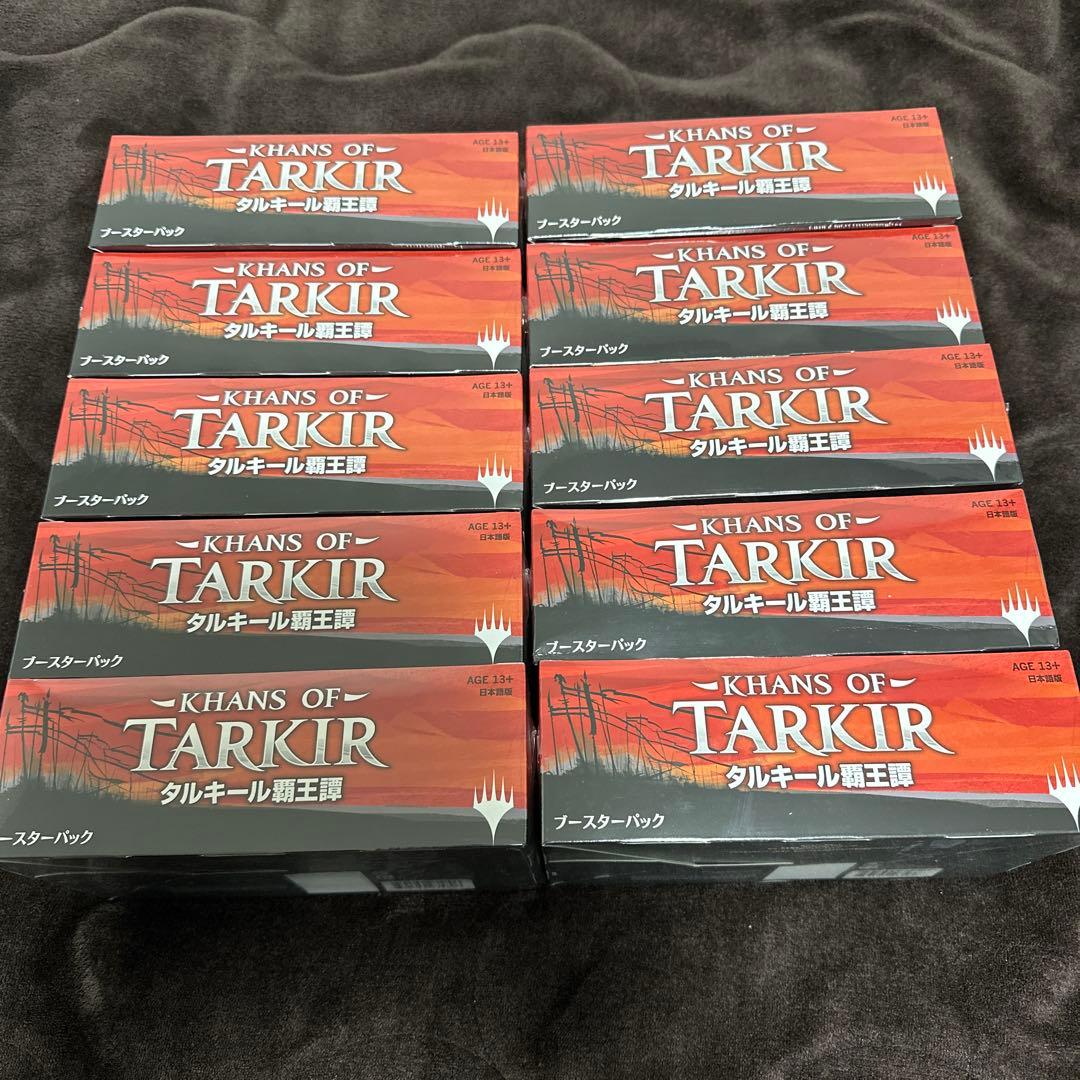 KHANS OF
TARKIR
タルキール覇王譚
ブースターパック
AGE 13+
日本語版
KHANS OF
TARKIR
タルキール覇王譚
ブースターパック
AGE 13+
日本語版
KHANS OF
TARKIR
タルキール覇王譚
ブースターパック
AGE 13+
日本語版
KHANS OF
TARKIR
タルキール覇王譚
ブースターパック
AGE 13+
日本語版
KHANS OF
TARKIR
タルキール覇王譚
ブースターパック
AGE 13+
日本語版
KHANS OF
TARKIR
タルキール覇王譚
ブースターパック
AGE 13+
日本語版
KHANS OF
TARKIR
タルキール覇王譚
ブースターパック
AGE 13+
日本語版
KHANS OF
TARKIR
タルキール覇王譚
ブースターパック
AGE 13+
日本語版
KHANS OF
TARKIR
タルキール覇王譚
ースターパック
AGE 13+
日本語版
KHANS OF
TARKIR
タルキール覇王譚
ブースターパック
AGE 13+
日本語版